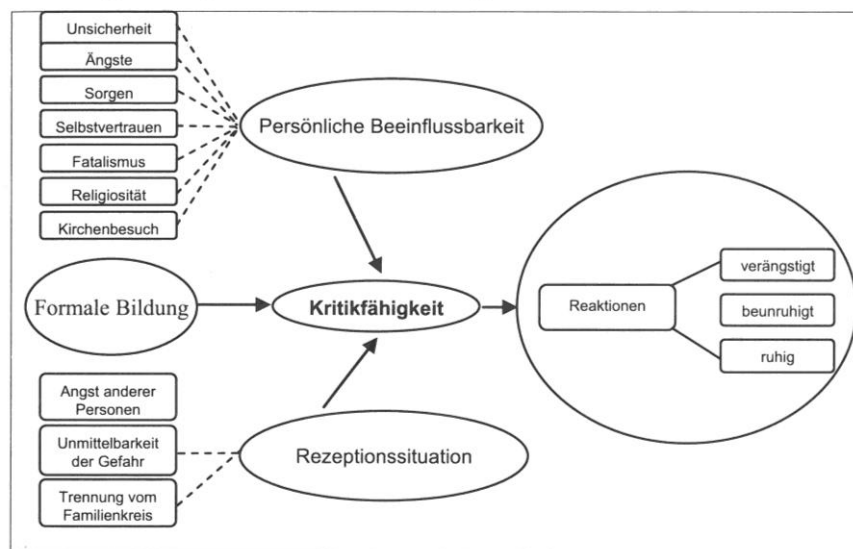 Unsicherheit
Ängste
Sorgen
Selbstvertrauen
Fatalismus
Religiosität
Kirchenbesuch
Persönliche Beeinflussbarkeit
Formale Bildung
Kritikfähigkeit
Reaktionen
verängstigt
beunruhigt
ruhig
Angst anderer
Personen
Unmittelbarkeit
der Gefahr
Trennung vom
Familienkreis
Rezeptionssituation